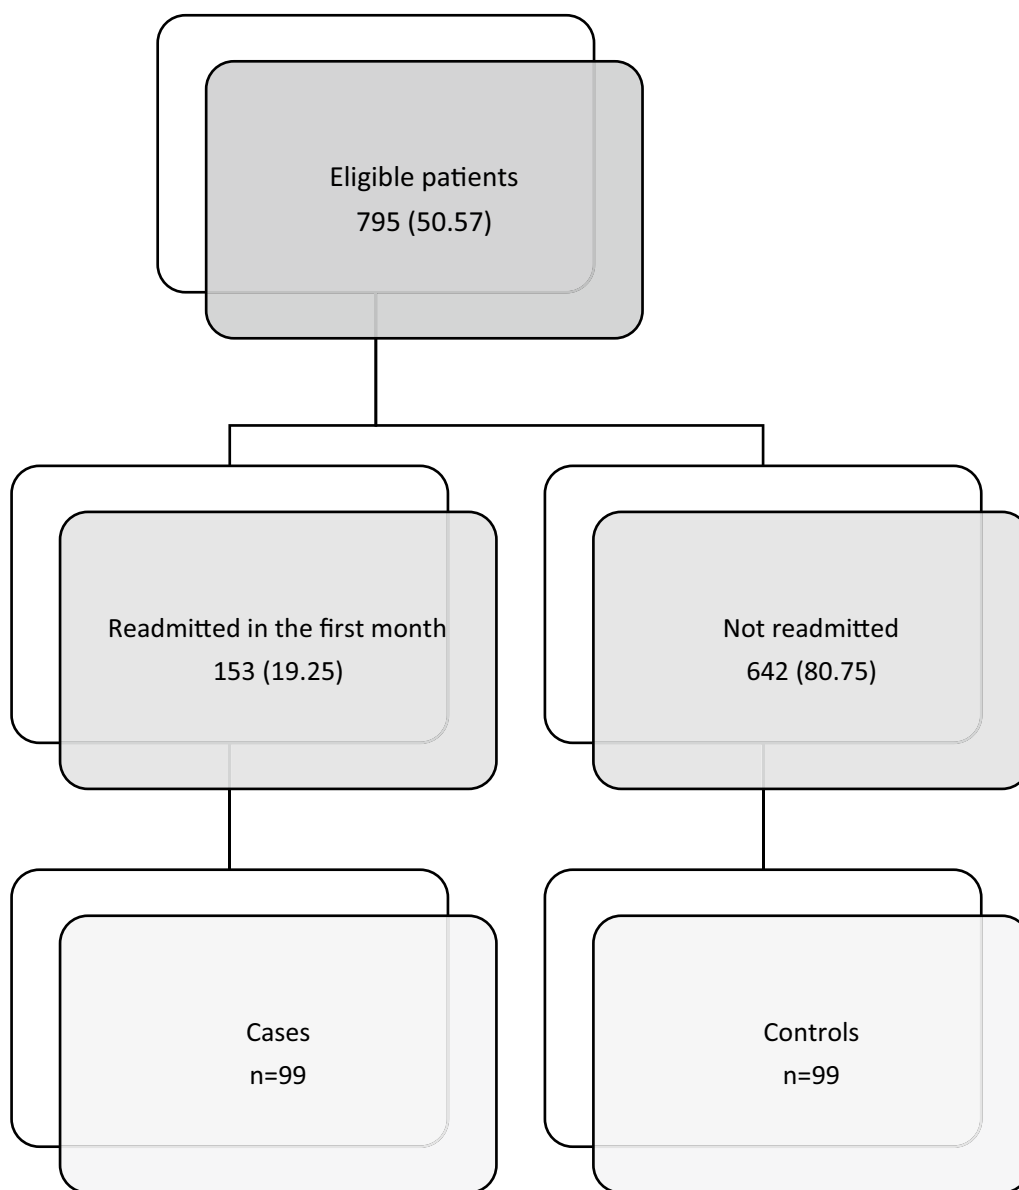 Eligible patients
795 (50.57)
Readmitted in the first month
153 (19.25)
Not readmitted
642 (80.75)
Cases
n=99
Controls
n=99